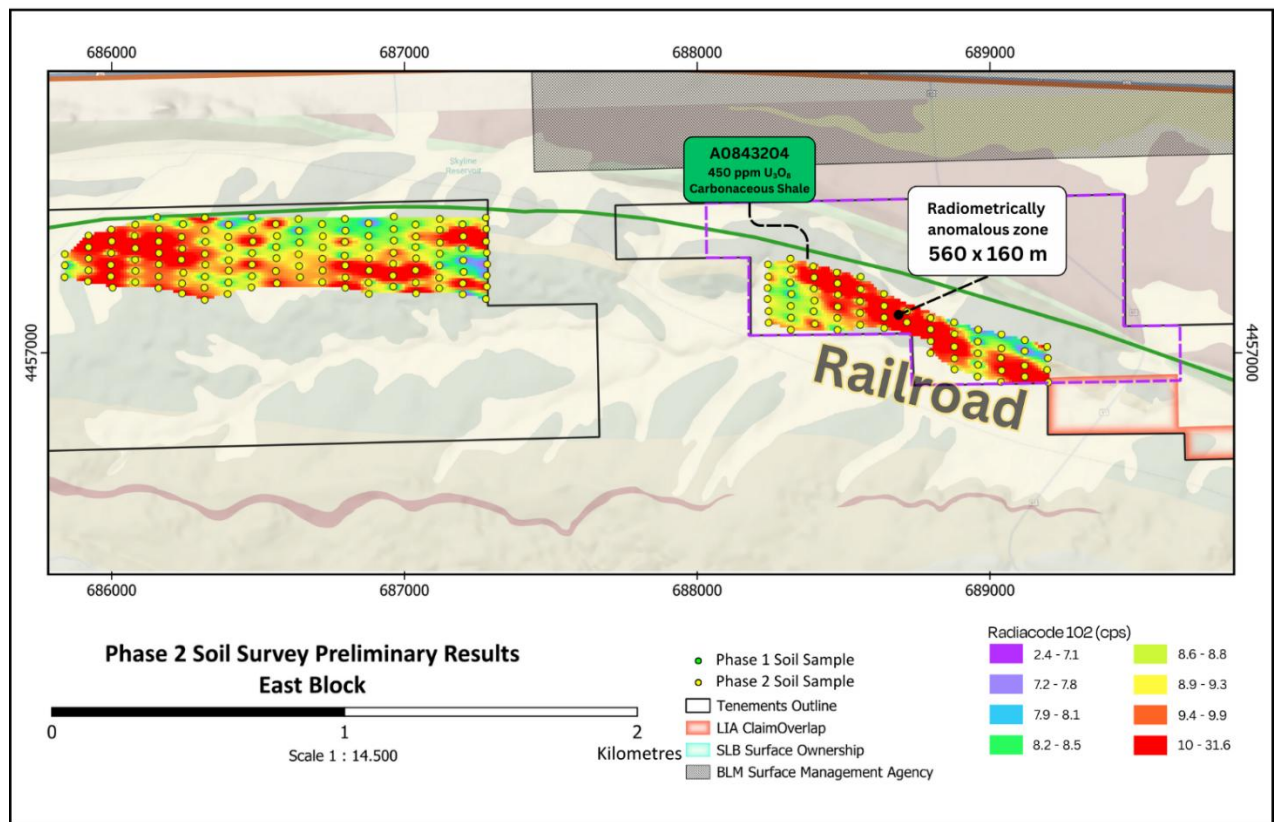 686000
687000
688000
689000
4457000
4457000
Skyline
Reservoir
A0843204
450 ppm U₃O₈
Carbonaceous Shale
Radiometrically
anomalous zone
560 x 160 m
Railroad
686000
687000
688000
689000
Phase 2 Soil Survey Preliminary Results
East Block
0
1
2
Scale 1 : 14.500
Kilometres
Phase 1 Soil Sample
Phase 2 Soil Sample
Tenements Outline
LIA ClaimOverlap
SLB Surface Ownership
BLM Surface Management Agency
Radiacode 102 (cps)
2.4 - 7.1
7.2 - 7.8
7.9 - 8.1
8.2 - 8.5
8.6 - 8.8
8.9 - 9.3
9.4 - 9.9
10 - 31.6